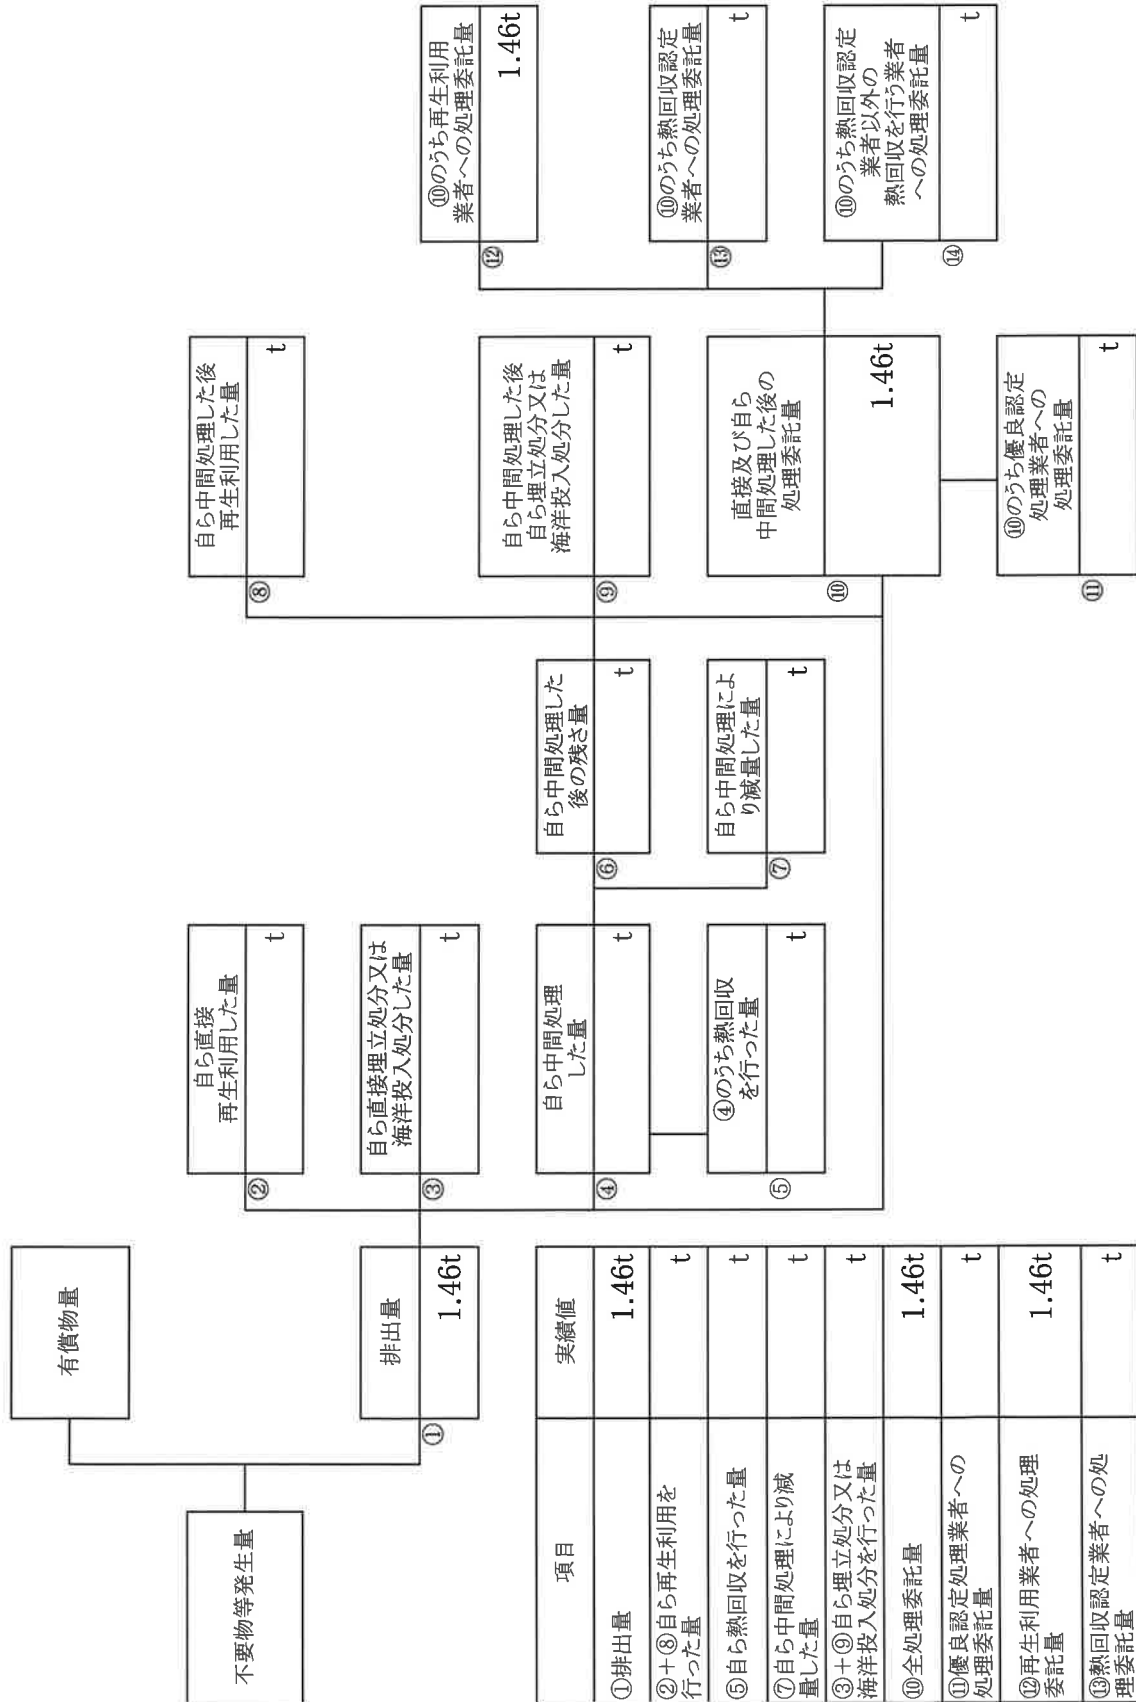 不要物等発生量
有償物量
①
排出量
1.46t
②
自ら直接
再生利用した量
t
③
自ら直接埋立処分又は
海洋投入処分した量
t
④
自ら中間処理
した量
t
⑤
④のうち熱回収
を行った量
t
⑥
自ら中間処理した
後の残さ量
t
⑦
自ら中間処理によ
り減量した量
t
⑧
自ら中間処理した後
再生利用した量
t
⑨
自ら中間処理した後
自ら埋立処分又は
海洋投入処分した量
t
⑩
直接及び自ら
中間処理した後の
処理委託量
1.46t
⑪
⑩のうち優良認定
処理業者への
処理委託量
t
⑫
⑩のうち再生利用
業者への処理委託量
1.46t
⑬
⑩のうち熱回収認定
業者への処理委託量
t
⑭
⑩のうち熱回収認定
業者以外の
熱回収を行う業者
への処理委託量
t
項目 実績値
①排出量 1.46t
②+⑧自ら再生利用を
行った量 t
⑤自ら熱回収を行った量 t
⑦自ら中間処理により減
量した量 t
③+⑨自ら埋立処分又は
海洋投入処分を行った量 t
⑩全処理委託量 1.46t
⑪優良認定処理業者への
処理委託量 t
⑫再生利用業者への処理
委託量 1.46t
⑬熱回収認定業者への処
理委託量 t